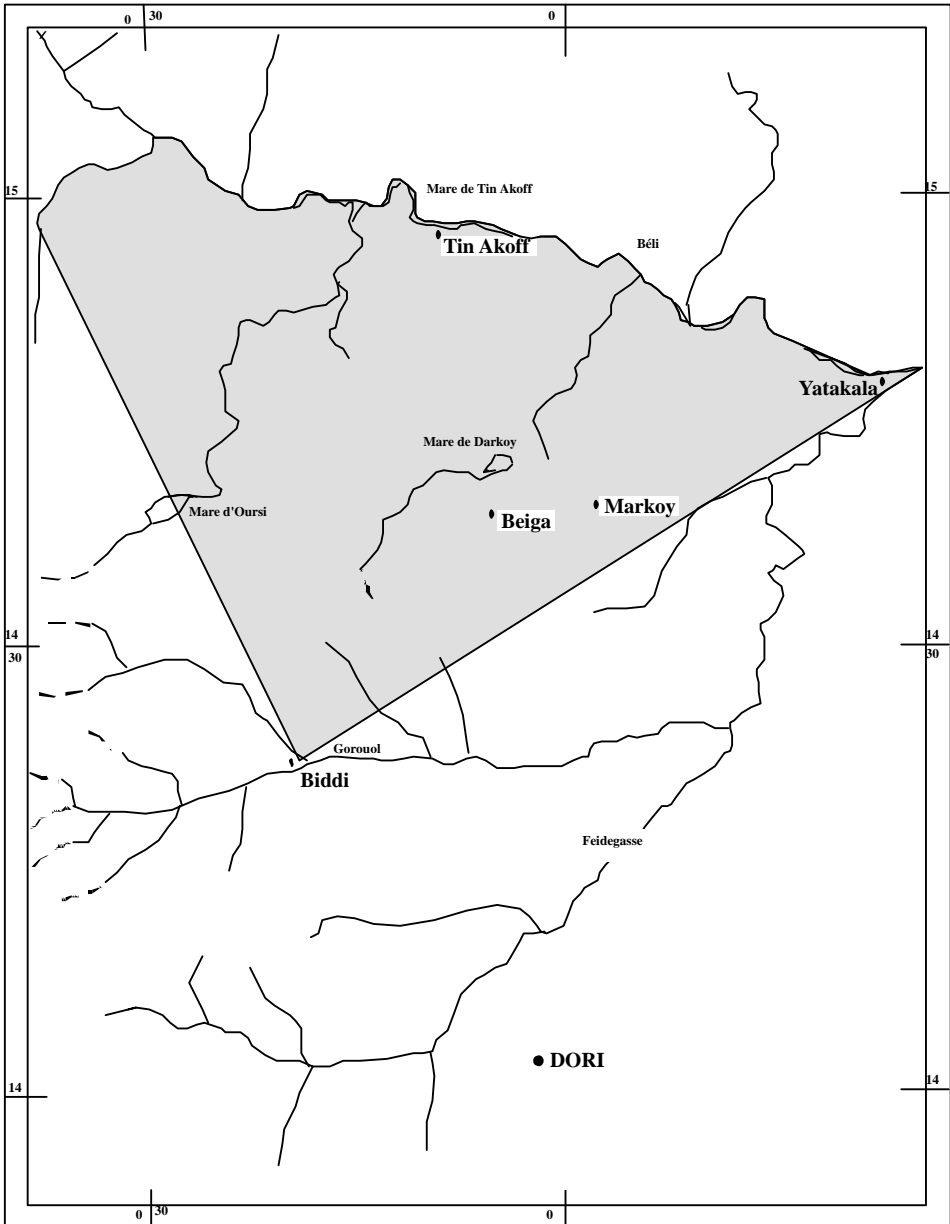 0 30
0
15
15
Mare de Tin Akoff
Tin Akoff
Béli
Yatakala
Mare de Darkoy
Mare d'Oursi
Beiga
Markoy
14
30
14
30
Gorouol
Biddi
Feidegasse
DORI
14
14
0 30
0